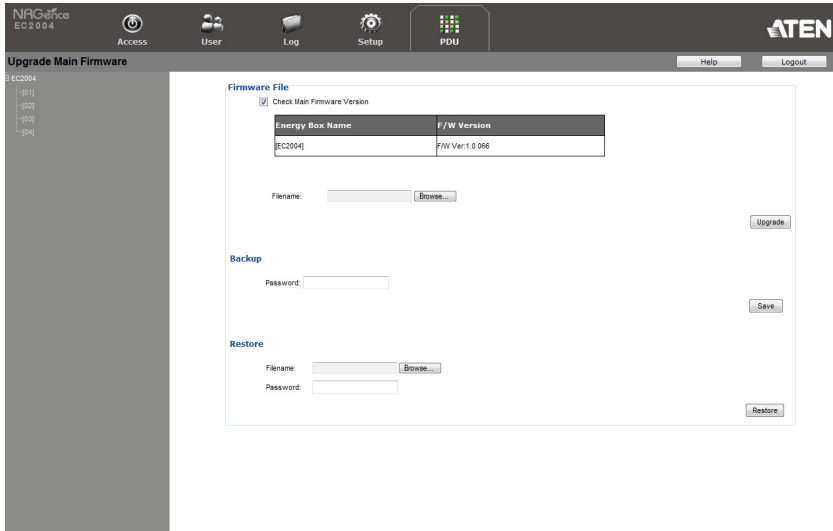 NRGence
EC2004
Access
User
Log
Setup
PDU
ATEN
Upgrade Main Firmware
Help
Logout
EC2004
[01]
[02]
[03]
[04]
Firmware File
Check Main Firmware Version
Energy Box Name F/W Version
[EC2004] F/W Ver:1.0.066
Filename: Browse...
Upgrade
Backup
Password:
Save
Restore
Filename: Browse...
Password:
Restore